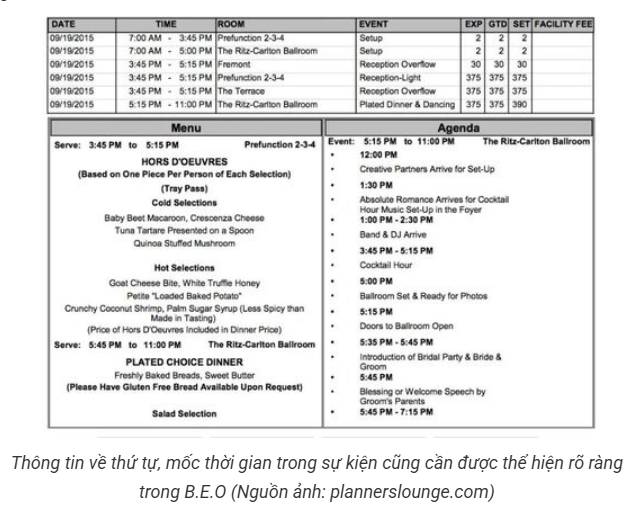 DATE TIME ROOM EVENT EXP GTD SET FACILITY FEE
09/19/2015 7:00 AM - 3:45 PM Prefunction 2-3-4 Setup 2 2 2
09/19/2015 7:00 AM - 5:00 PM The Ritz-Carlton Ballroom Setup 2 2 2
09/19/2015 3:45 PM - 5:15 PM Fremont Reception Overflow 30 30 30
09/19/2015 3:45 PM - 5:15 PM Prefunction 2-3-4 Reception-Light 375 375 375
09/19/2015 3:45 PM - 5:15 PM The Terrace Reception Overflow 375 375 375
09/19/2015 5:15 PM - 11:00 PM The Ritz-Carlton Ballroom Plated Dinner & Dancing 375 375 390
Menu
Serve: 3:45 PM to 5:15 PM Prefunction 2-3-4
HORS D'OEUVRES
(Based on One Piece Per Person of Each Selection)
(Tray Pass)
Cold Selections
Baby Beet Macaroon, Crescenza Cheese
Tuna Tartare Presented on a Spoon
Quinoa Stuffed Mushroom
Hot Selections
Goat Cheese Bite, White Truffle Honey
Petite "Loaded Baked Potato"
Crunchy Coconut Shrimp, Palm Sugar Syrup (Less Spicy than
Made in Tasting)
(Price of Hors D'Oeuvres Included in Dinner Price)
Serve: 5:45 PM to 11:00 PM The Ritz-Carlton Ballroom
PLATED CHOICE DINNER
Freshly Baked Breads, Sweet Butter
(Please Have Gluten Free Bread Available Upon Request)
Salad Selection
Agenda
Event: 5:15 PM to 11:00 PM The Ritz-Carlton Ballroom
• 12:00 PM
• Creative Partners Arrive for Set-Up
• 1:30 PM
• Absolute Romance Arrives for Cocktail
Hour Music Set-Up in the Foyer
• 1:00 PM - 2:30 PM
• Band & DJ Arrive
• 3:45 PM - 5:15 PM
• Cocktail Hour
• 5:00 PM
• Ballroom Set & Ready for Photos
• 5:15 PM
• Doors to Ballroom Open
• 5:35 PM - 5:45 PM
• Introduction of Bridal Party & Bride &
Groom
• 5:45 PM
• Blessing or Welcome Speech by
Groom's Parents
• 5:45 PM - 7:15 PM
Thông tin về thứ tự, mốc thời gian trong sự kiện cũng cần được thể hiện rõ ràng
trong B.E.O (Nguồn ảnh: plannerslounge.com)